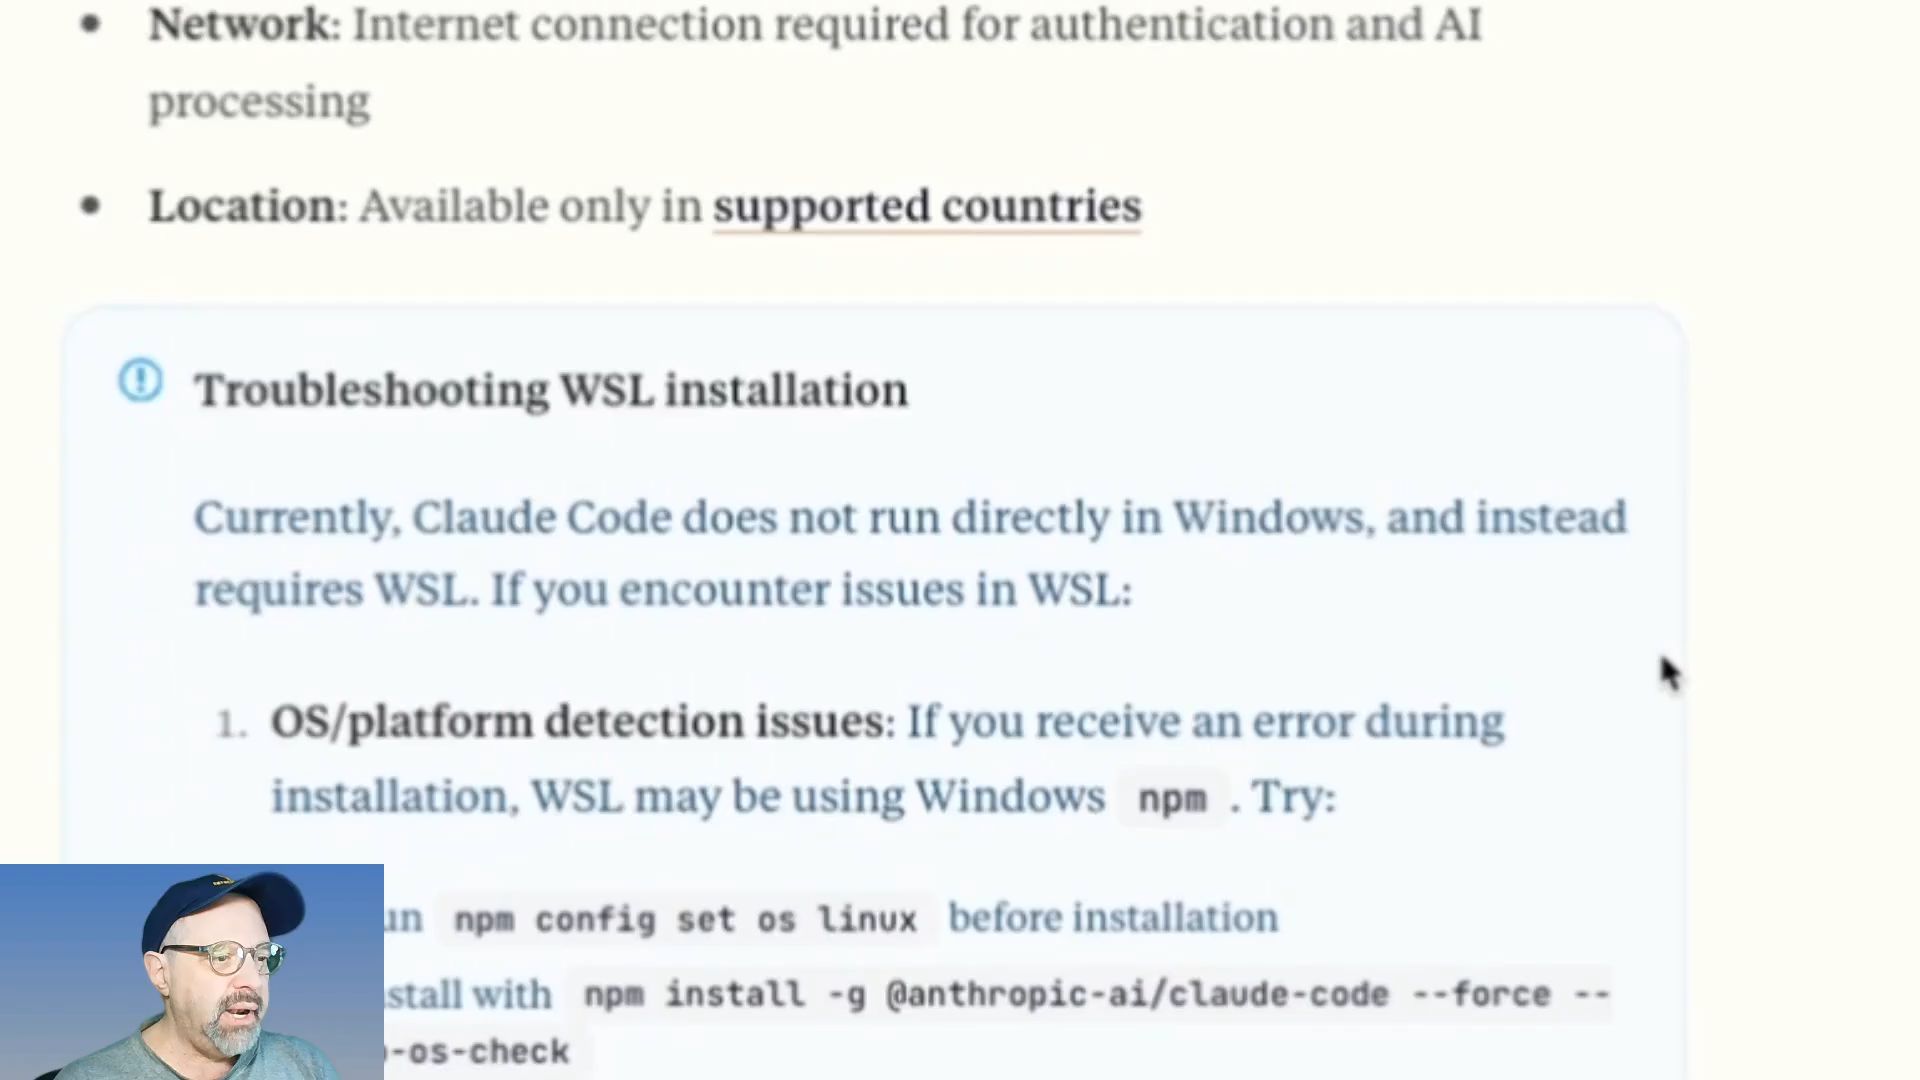 Network: Internet connection required for authentication and AI
processing
Location: Available only in supported countries
Troubleshooting WSL installation
Currently, Claude Code does not run directly in Windows, and instead
requires WSL. If you encounter issues in WSL:
1. OS/platform detection issues: If you receive an error during
installation, WSL may be using Windows npm . Try:
un npm config set os linux before installation
stall with npm install -g @anthropic-ai/claude-code --force --
-os-check